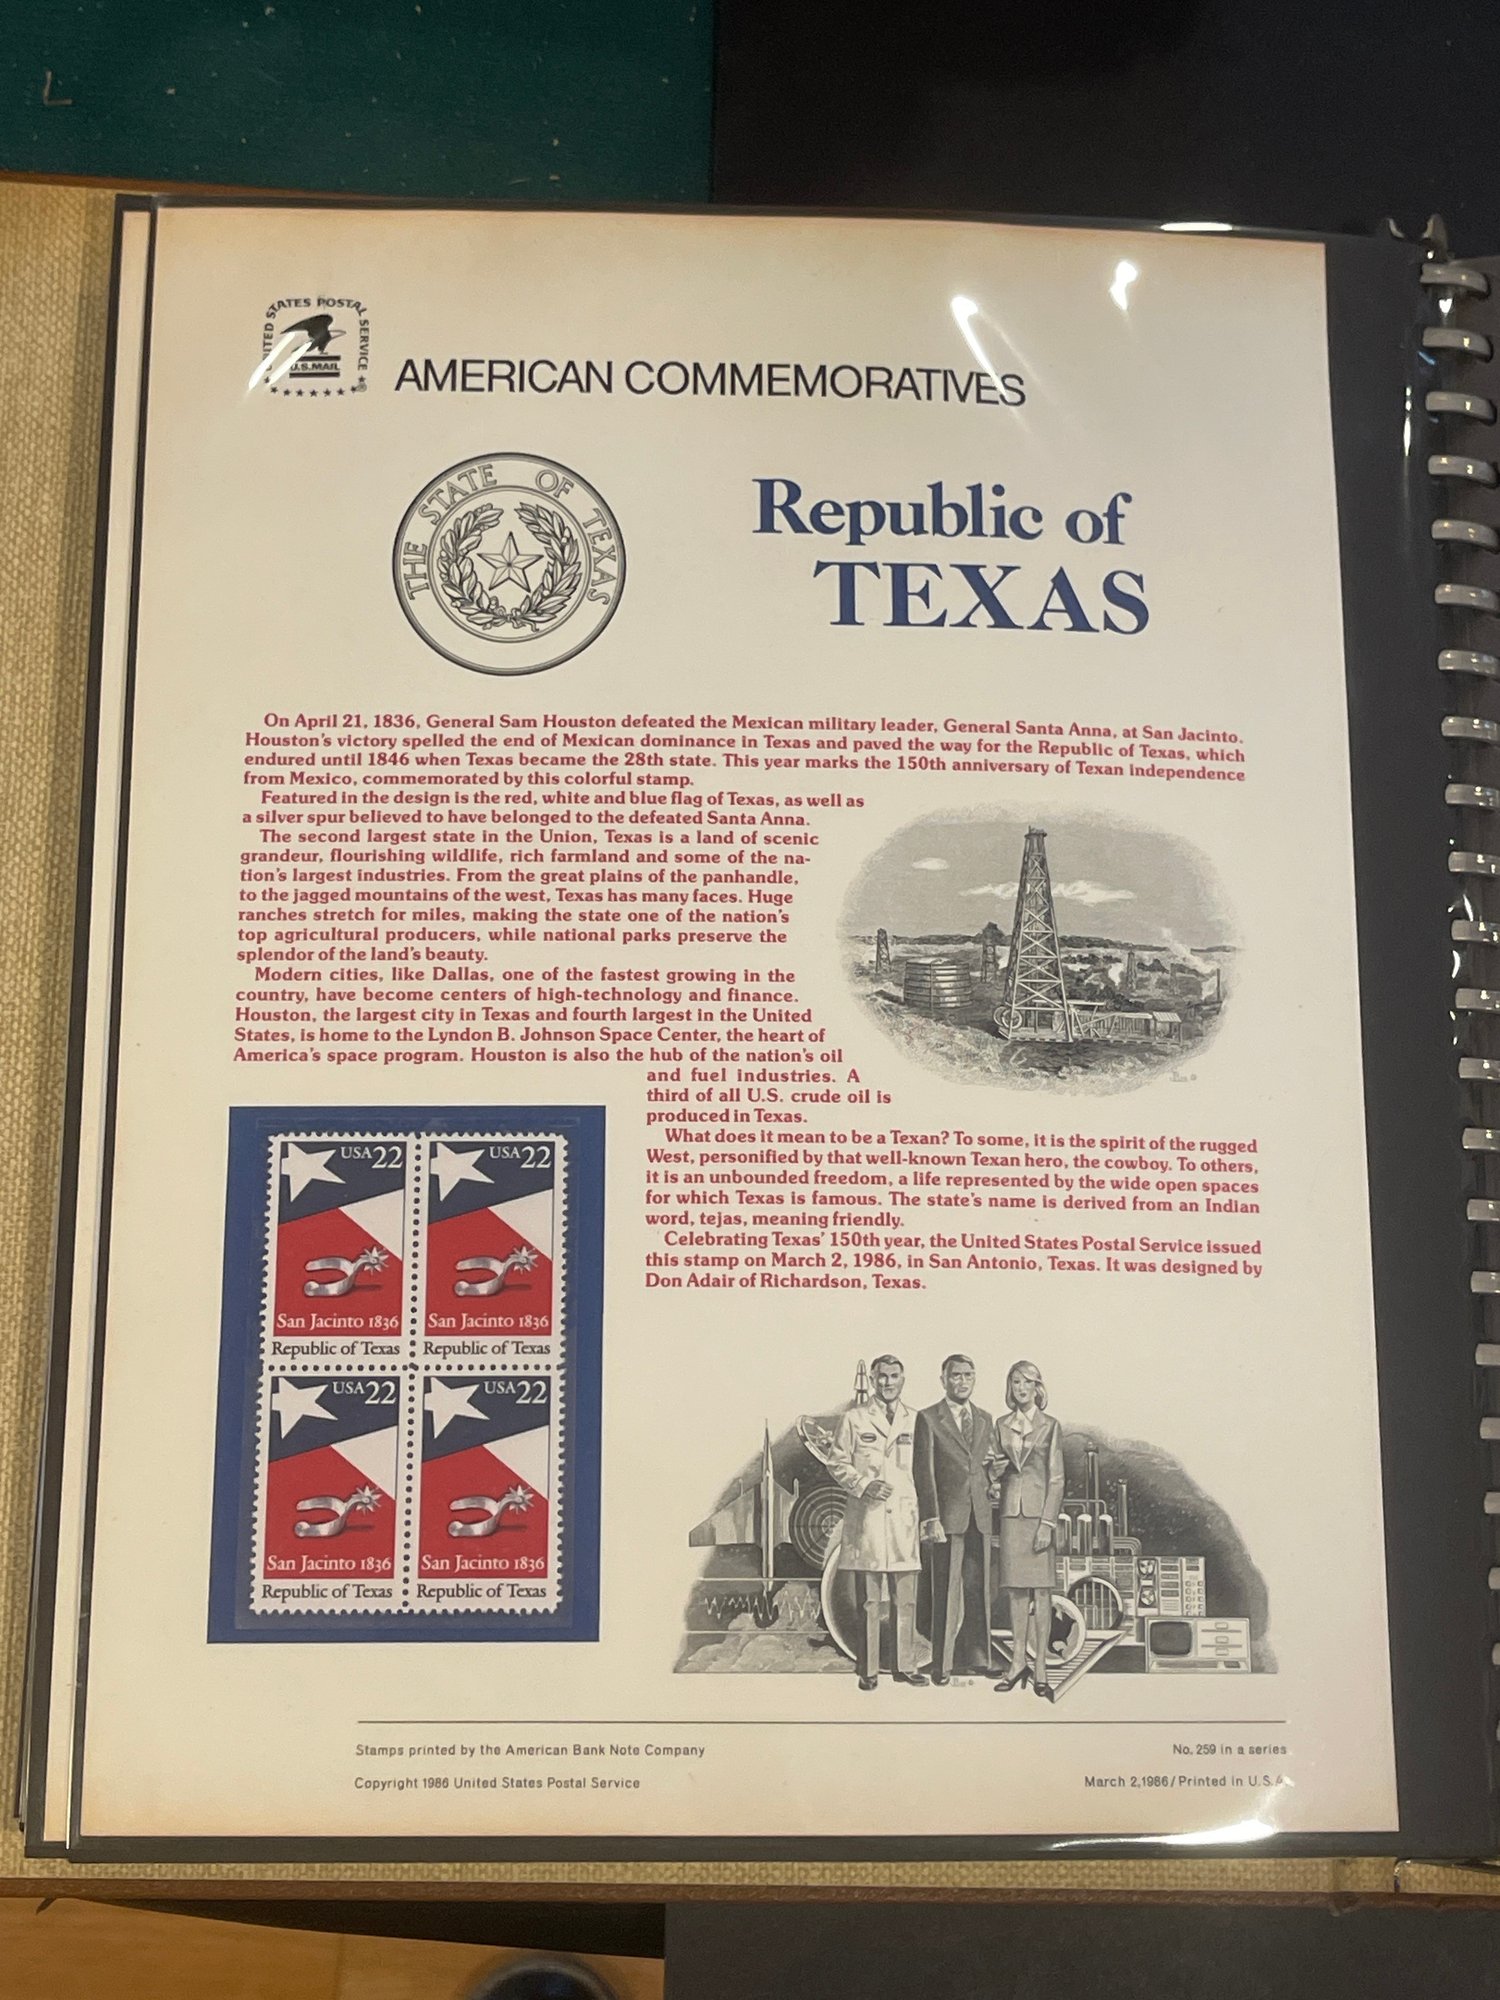 UNITED STATES POSTAL SERVICE
U.S.MAIL
AMERICAN COMMEMORATIVES
THE STATE OF TEXAS
Republic of
TEXAS
On April 21, 1836, General Sam Houston defeated the Mexican military leader, General Santa Anna, at San Jacinto.
Houston's victory spelled the end of Mexican dominance in Texas and paved the way for the Republic of Texas, which
endured until 1846 when Texas became the 28th state. This year marks the 150th anniversary of Texan independence
from Mexico, commemorated by this colorful stamp.
Featured in the design is the red, white and blue flag of Texas, as well as
a silver spur believed to have belonged to the defeated Santa Anna.
The second largest state in the Union, Texas is a land of scenic
grandeur, flourishing wildlife, rich farmland and some of the na-
tion's largest industries. From the great plains of the panhandle,
to the jagged mountains of the west, Texas has many faces. Huge
ranches stretch for miles, making the state one of the nation's
top agricultural producers, while national parks preserve the
splendor of the land's beauty.
Modern cities, like Dallas, one of the fastest growing in the
country, have become centers of high-technology and finance.
Houston, the largest city in Texas and fourth largest in the United
States, is home to the Lyndon B. Johnson Space Center, the heart of
America's space program. Houston is also the hub of the nation's oil
and fuel industries. A
third of all U.S. crude oil is
produced in Texas.
What does it mean to be a Texan? To some, it is the spirit of the rugged
West, personified by that well-known Texan hero, the cowboy. To others,
it is an unbounded freedom, a life represented by the wide open spaces
for which Texas is famous. The state's name is derived from an Indian
word, tejas, meaning friendly.
Celebrating Texas' 150th year, the United States Postal Service issued
this stamp on March 2, 1986, in San Antonio, Texas. It was designed by
Don Adair of Richardson, Texas.
USA 22
San Jacinto 1836
Republic of Texas
USA 22
San Jacinto 1836
Republic of Texas
USA 22
San Jacinto 1836
Republic of Texas
USA 22
San Jacinto 1836
Republic of Texas
Stamps printed by the American Bank Note Company
No. 259 in a series
Copyright 1986 United States Postal Service
March 2, 1986/Printed in U.S.A.